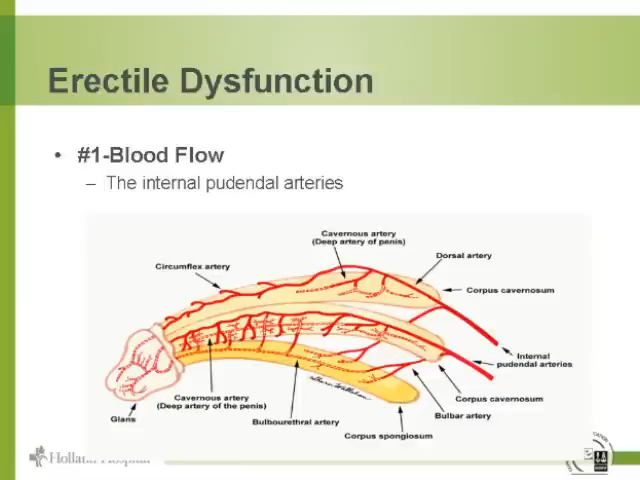 Erectile Dysfunction
• #1-Blood Flow
– The internal pudendal arteries
Cavernous artery
(Deep artery of penis)
Dorsal artery
Circumflex artery
Corpus cavernosum
Internal
pudendal arteries
Cavernous artery
(Deep artery of the penis)
Corpus cavernosum
Glans
Bulbar artery
Bulbourethral artery
Corpus spongiosum
Holland Hospital